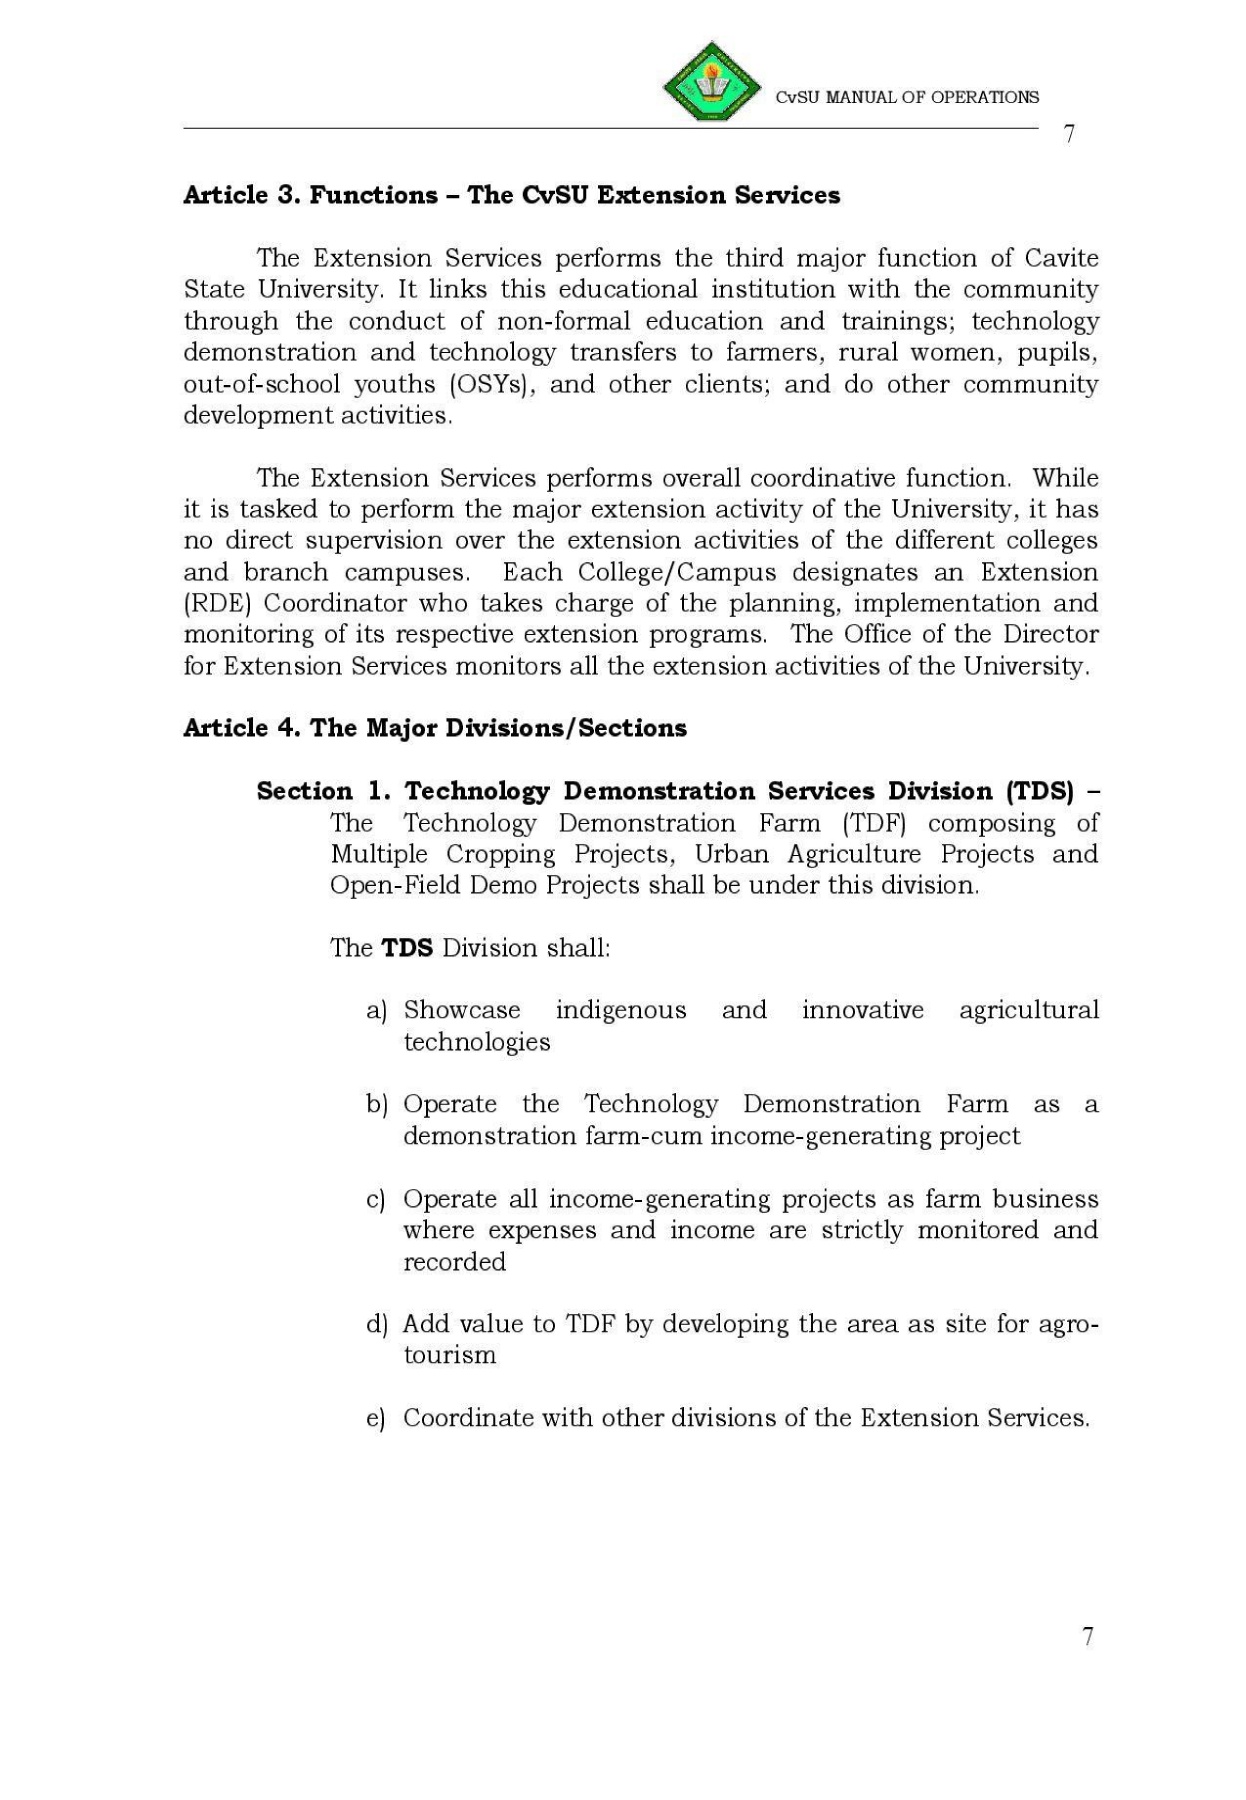 CvSU MANUAL OF OPERATIONS
7
Article 3. Functions – The CvSU Extension Services
The Extension Services performs the third major function of Cavite
State University. It links this educational institution with the community
through the conduct of non-formal education and trainings; technology
demonstration and technology transfers to farmers, rural women, pupils,
out-of-school youths (OSYs), and other clients; and do other community
development activities.
The Extension Services performs overall coordinative function. While
it is tasked to perform the major extension activity of the University, it has
no direct supervision over the extension activities of the different colleges
and branch campuses. Each College/Campus designates an Extension
(RDE) Coordinator who takes charge of the planning, implementation and
monitoring of its respective extension programs. The Office of the Director
for Extension Services monitors all the extension activities of the University.
Article 4. The Major Divisions/Sections
Section 1. Technology Demonstration Services Division (TDS) –
The Technology Demonstration Farm (TDF) composing of
Multiple Cropping Projects, Urban Agriculture Projects and
Open-Field Demo Projects shall be under this division.
The TDS Division shall:
a) Showcase indigenous and innovative agricultural
technologies
b) Operate the Technology Demonstration Farm as a
demonstration farm-cum income-generating project
c) Operate all income-generating projects as farm business
where expenses and income are strictly monitored and
recorded
d) Add value to TDF by developing the area as site for agro-
tourism
e) Coordinate with other divisions of the Extension Services.
7